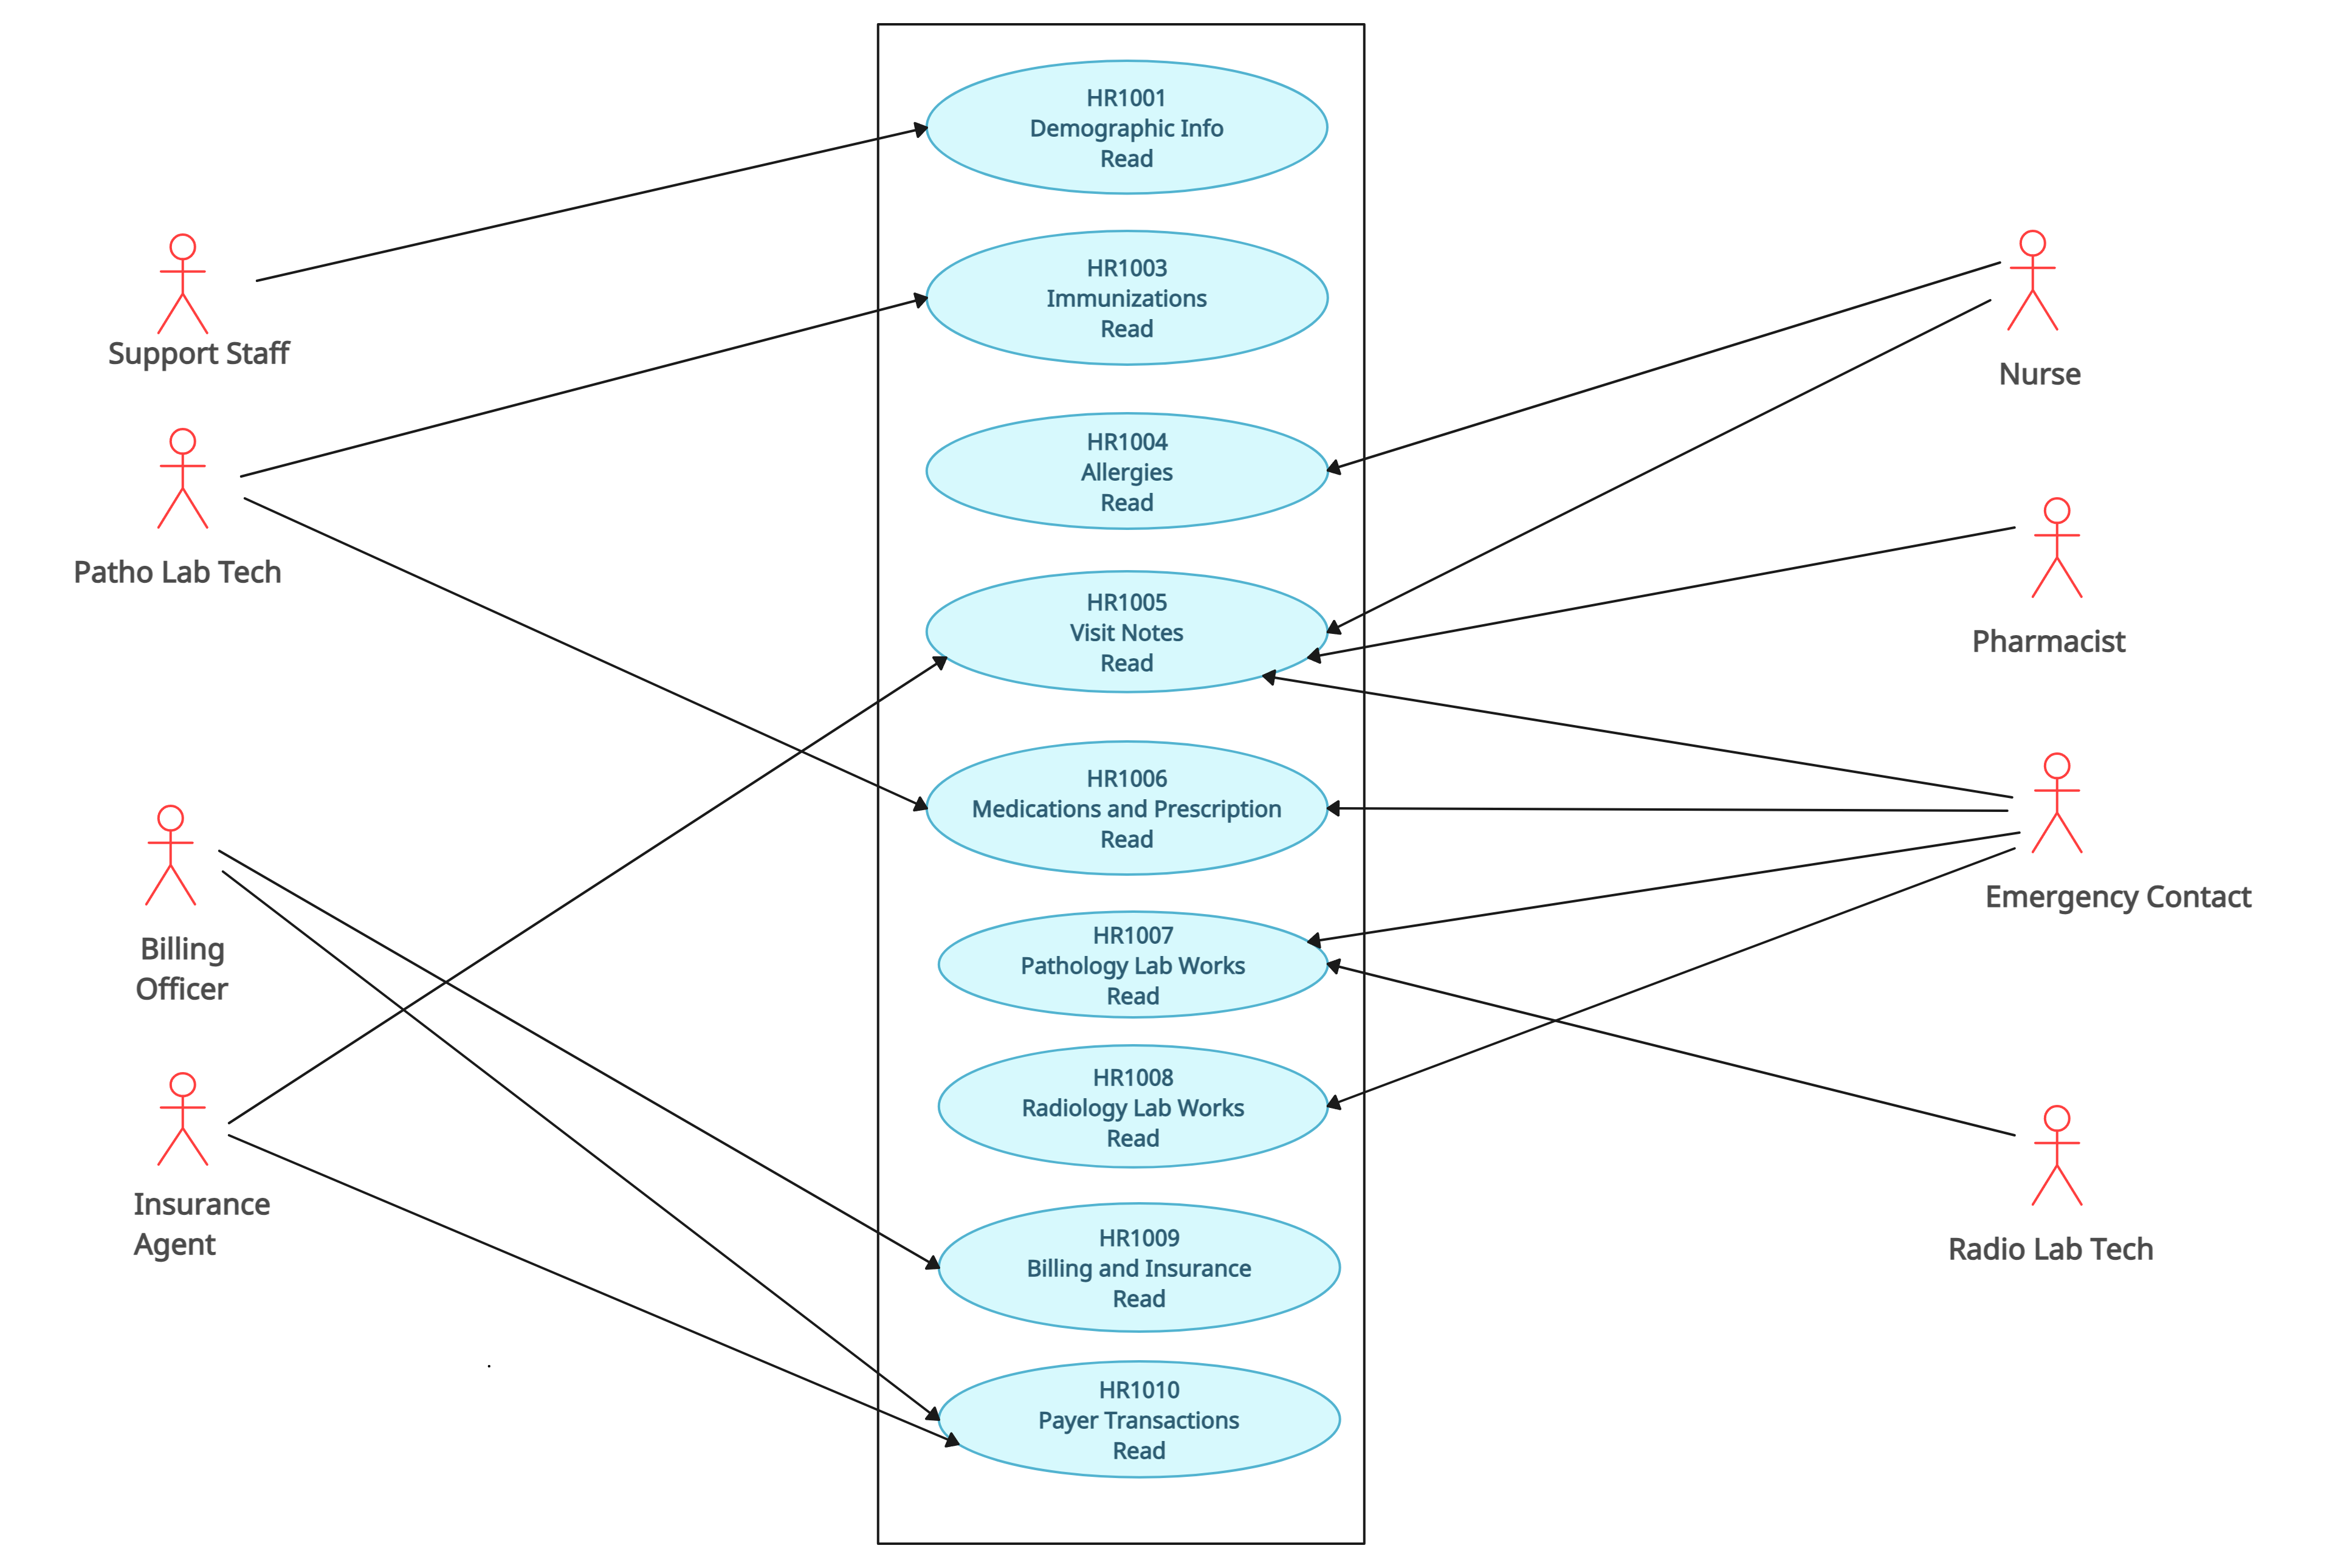 HR1001
Demographic Info
Read
HR1003
Immunizations
Read
HR1004
Allergies
Read
HR1005
Visit Notes
Read
HR1006
Medications and Prescription
Read
HR1007
Pathology Lab Works
Read
HR1008
Radiology Lab Works
Read
HR1009
Billing and Insurance
Read
HR1010
Payer Transactions
Read
Support Staff
Patho Lab Tech
Billing
Officer
Insurance
Agent
Nurse
Pharmacist
Emergency Contact
Radio Lab Tech